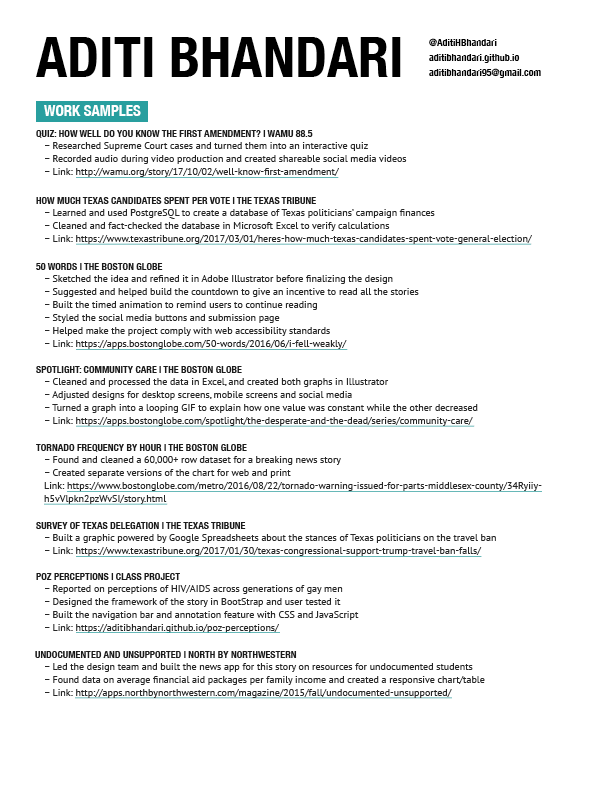 ADITI BHANDARI
@AditiHBhandari
aditibhandari.github.io
aditibhandari95@gmail.com
WORK SAMPLES
QUIZ: HOW WELL DO YOU KNOW THE FIRST AMENDMENT? | WAMU 88.5
– Researched Supreme Court cases and turned them into an interactive quiz
– Recorded audio during video production and created shareable social media videos
– Link: http://wamu.org/story/17/10/02/well-know-first-amendment/
HOW MUCH TEXAS CANDIDATES SPENT PER VOTE | THE TEXAS TRIBUNE
– Learned and used PostgreSQL to create a database of Texas politicians' campaign finances
– Cleaned and fact-checked the database in Microsoft Excel to verify calculations
– Link: https://www.texastribune.org/2017/03/01/heres-how-much-texas-candidates-spent-vote-general-election/
50 WORDS | THE BOSTON GLOBE
– Sketched the idea and refined it in Adobe Illustrator before finalizing the design
– Suggested and helped build the countdown to give an incentive to read all the stories
– Built the timed animation to remind users to continue reading
– Styled the social media buttons and submission page
– Helped make the project comply with web accessibility standards
– Link: https://apps.bostonglobe.com/50-words/2016/06/i-fell-weakly/
SPOTLIGHT: COMMUNITY CARE | THE BOSTON GLOBE
– Cleaned and processed the data in Excel, and created both graphs in Illustrator
– Adjusted designs for desktop screens, mobile screens and social media
– Turned a graph into a looping GIF to explain how one value was constant while the other decreased
– Link: https://apps.bostonglobe.com/spotlight/the-desperate-and-the-dead/series/community-care/
TORNADO FREQUENCY BY HOUR | THE BOSTON GLOBE
– Found and cleaned a 60,000+ row dataset for a breaking news story
– Created separate versions of the chart for web and print
Link: https://www.bostonglobe.com/metro/2016/08/22/tornado-warning-issued-for-parts-middlesex-county/34Ryiiy-
h5vVlpkn2pzWvSI/story.html
SURVEY OF TEXAS DELEGATION | THE TEXAS TRIBUNE
– Built a graphic powered by Google Spreadsheets about the stances of Texas politicians on the travel ban
– Link: https://www.texastribune.org/2017/01/30/texas-congressional-support-trump-travel-ban-falls/
POZ PERCEPTIONS | CLASS PROJECT
– Reported on perceptions of HIV/AIDS across generations of gay men
– Designed the framework of the story in BootStrap and user tested it
– Built the navigation bar and annotation feature with CSS and JavaScript
– Link: https://aditibhandari.github.io/poz-perceptions/
UNDOCUMENTED AND UNSUPPORTED | NORTH BY NORTHWESTERN
– Led the design team and built the news app for this story on resources for undocumented students
– Found data on average financial aid packages per family income and created a responsive chart/table
– Link: http://apps.northbynorthwestern.com/magazine/2015/fall/undocumented-unsupported/